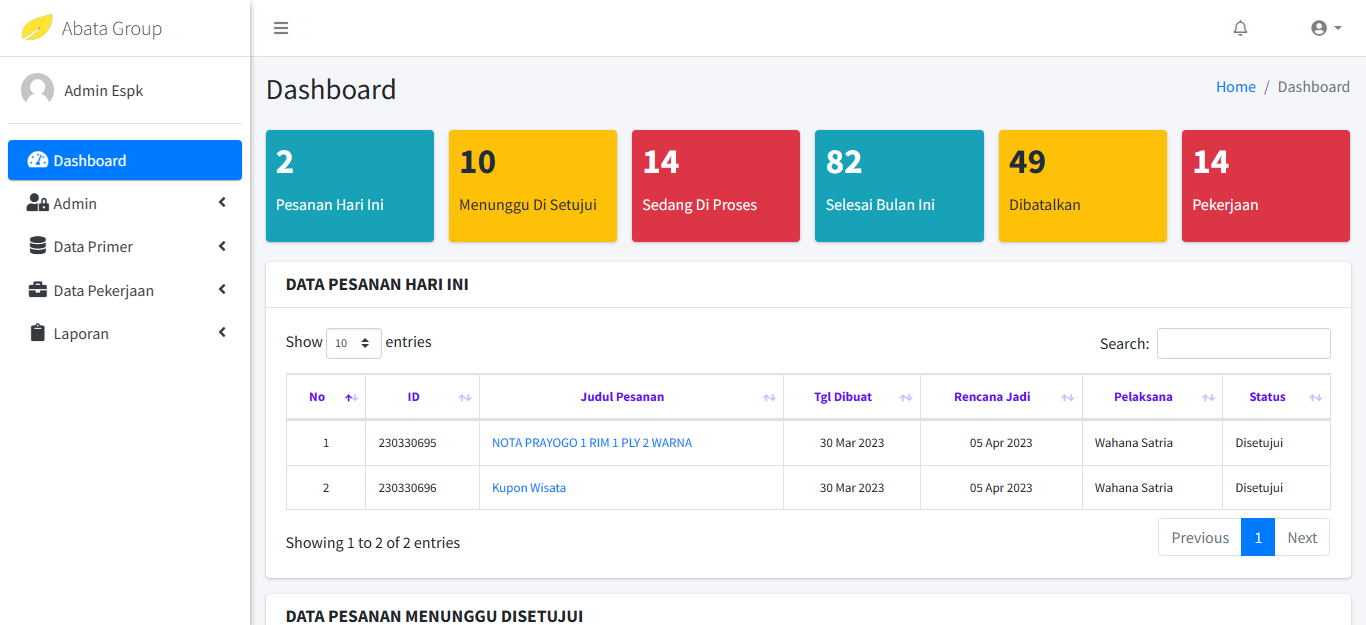 Abata Group
Admin Espk
Dashboard
Admin
Data Primer
Data Pekerjaan
Laporan
Dashboard
Home / Dashboard
2
Pesanan Hari Ini
10
Menunggu Di Setujui
14
Sedang Di Proses
82
Selesai Bulan Ini
49
Dibatalkan
14
Pekerjaan
DATA PESANAN HARI INI
Show 10 entries
Search:
No ID Judul Pesanan Tgl Dibuat Rencana Jadi Pelaksana Status
1 230330695 NOTA PRAYOGO 1 RIM 1 PLY 2 WARNA 30 Mar 2023 05 Apr 2023 Wahana Satria Disetujui
2 230330696 Kupon Wisata 30 Mar 2023 05 Apr 2023 Wahana Satria Disetujui
Showing 1 to 2 of 2 entries
Previous 1 Next
DATA PESANAN MENUNGGU DISETUJUI